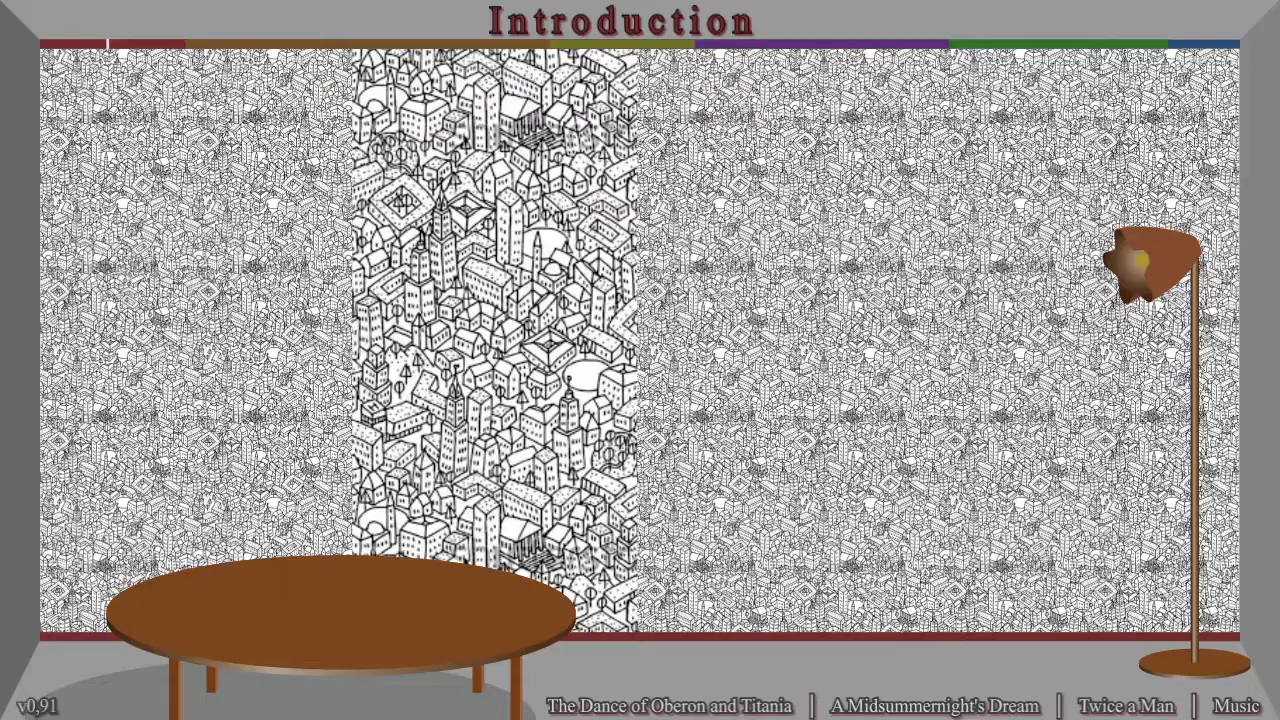 Introduction
v0,91
The Dance of Oberon and Titania | A Midsummernight's Dream | Twice a Man | Music